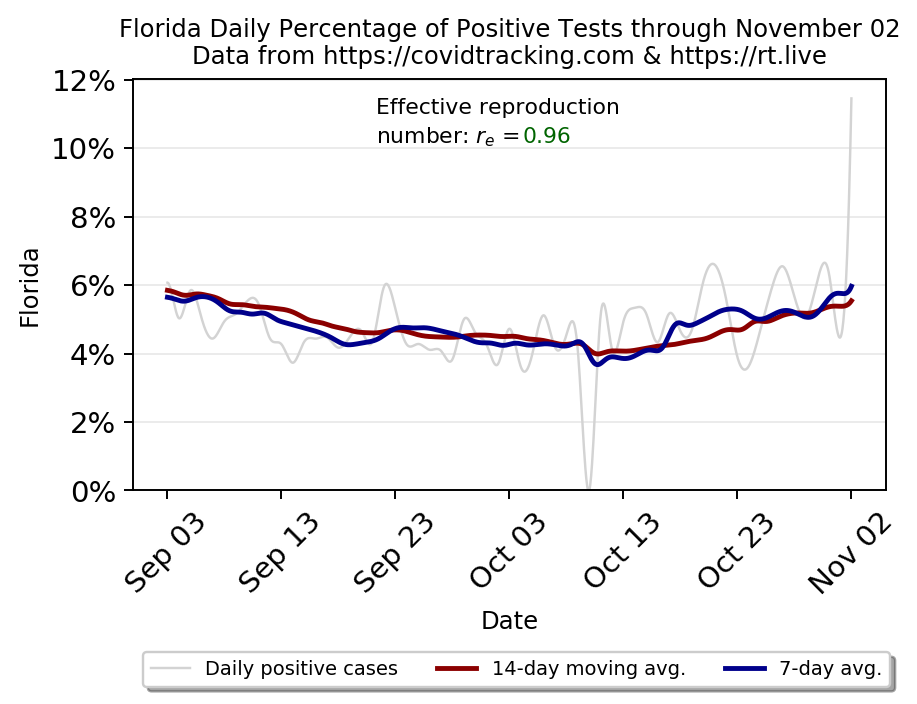 Florida Daily Percentage of Positive Tests through November 02
Data from https://covidtracking.com & https://rt.live
Effective reproduction
number: rₑ = 0.96
Florida
12%
10%
8%
6%
4%
2%
0%
Sep 03
Sep 13
Sep 23
Oct 03
Oct 13
Oct 23
Nov 02
Date
Daily positive cases
14-day moving avg.
7-day avg.